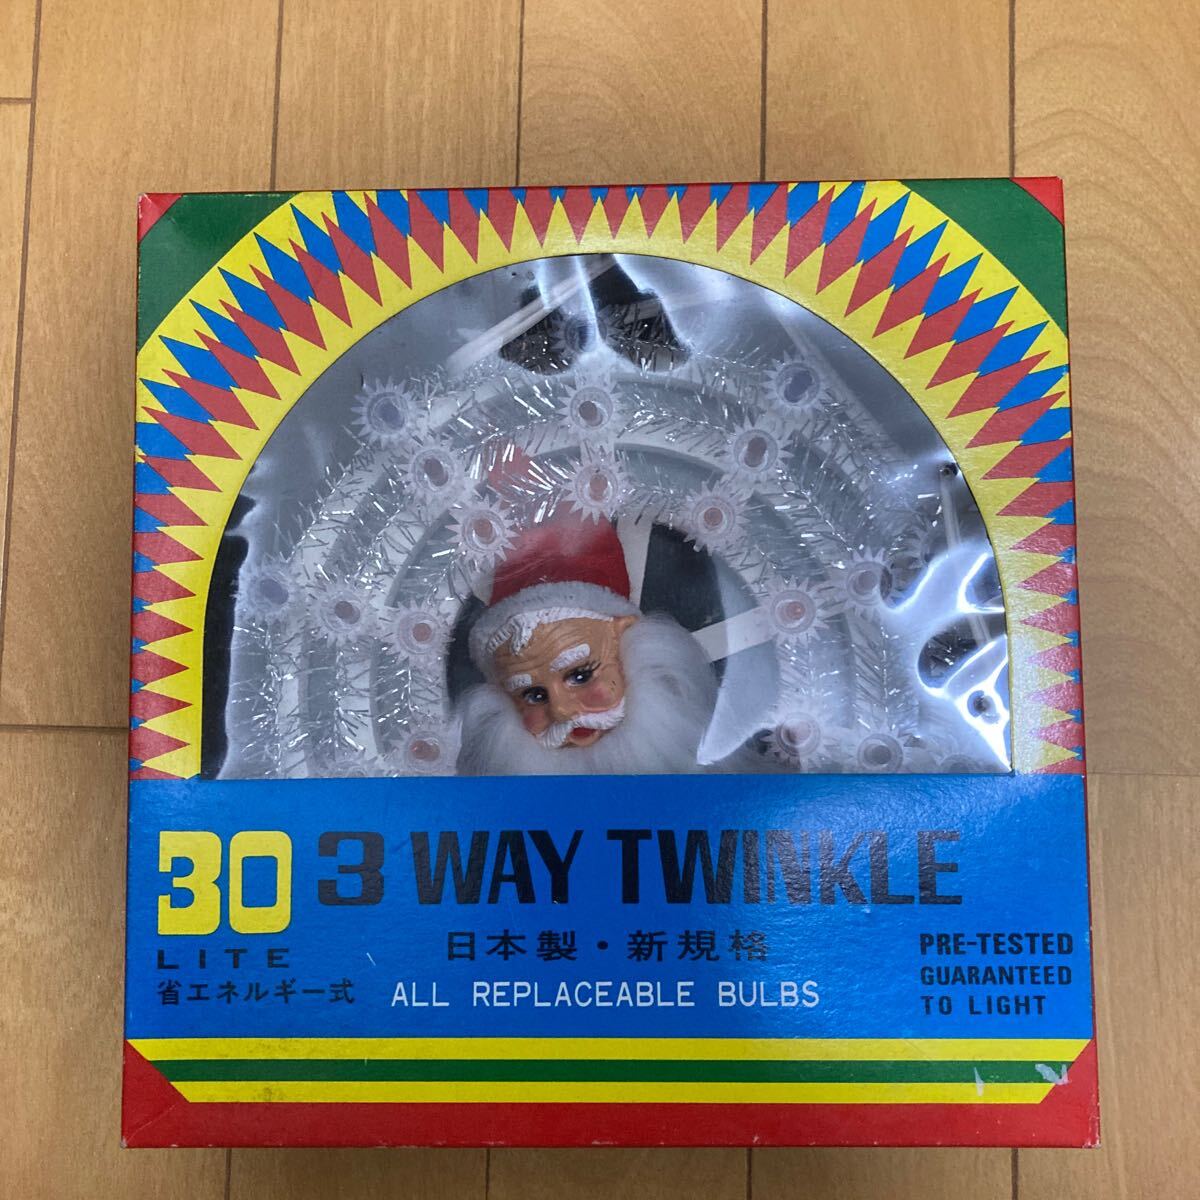 30 3 WAY TWINKLE
LITE
日本製・新規格
省エネルギー式
ALL REPLACEABLE BULBS
PRE-TESTED
GUARANTEED
TO LIGHT